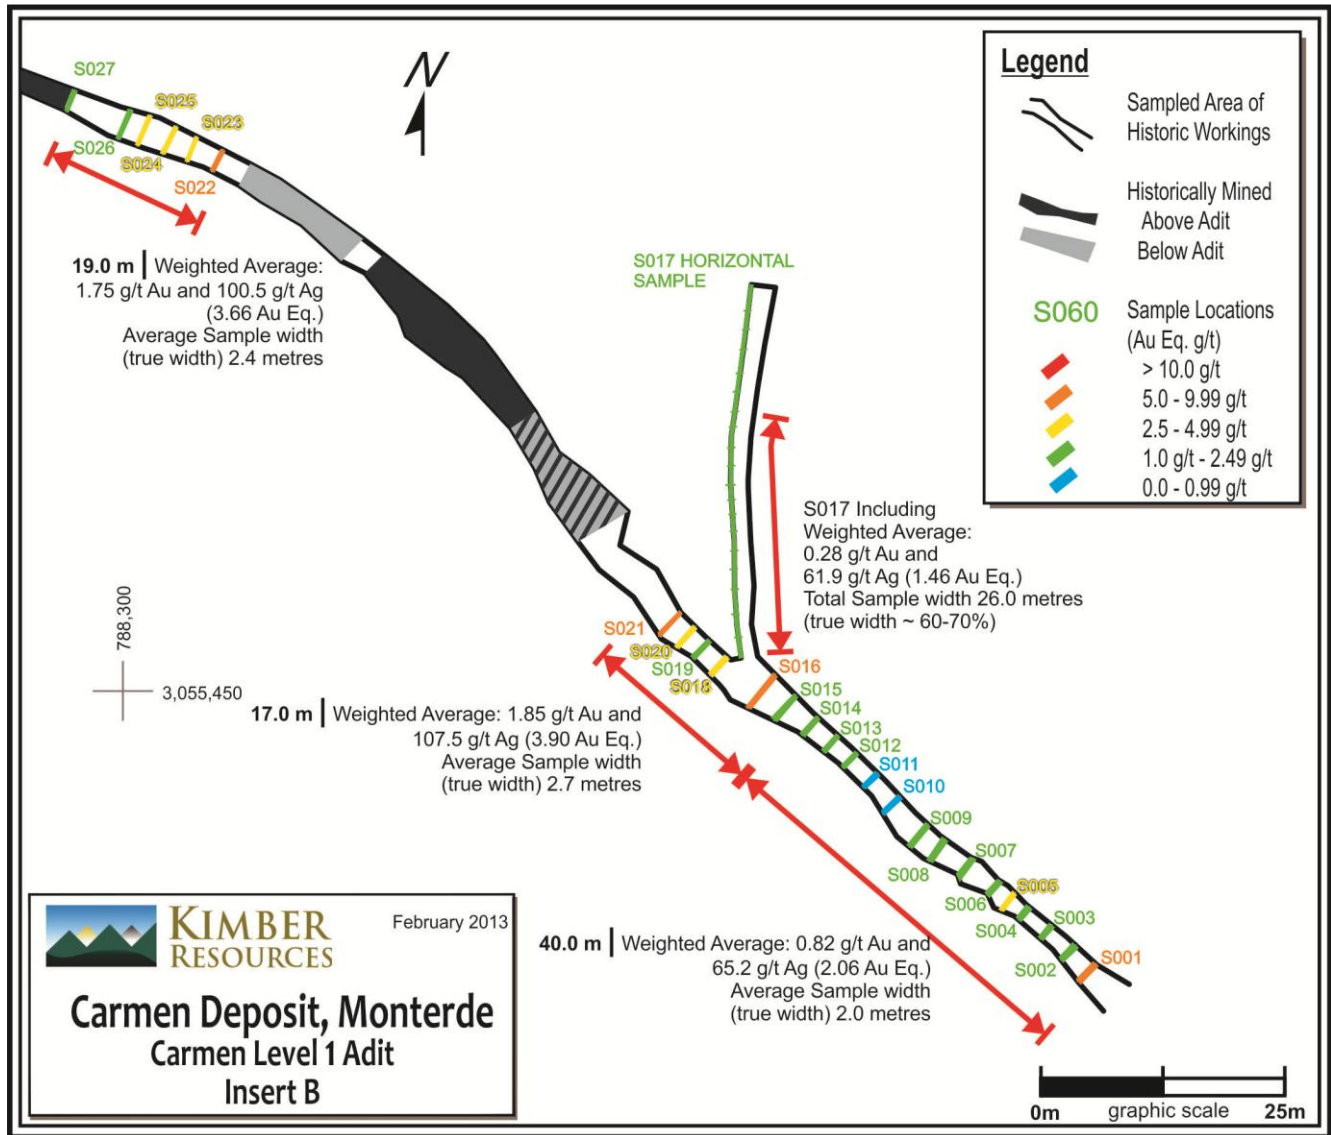 S027
S025
S023
S026
S024
S022
N
19.0 m | Weighted Average:
1.75 g/t Au and 100.5 g/t Ag
(3.66 Au Eq.)
Average Sample width
(true width) 2.4 metres
S017 HORIZONTAL
SAMPLE
Legend
Sampled Area of
Historic Workings
Historically Mined
Above Adit
Below Adit
S060
Sample Locations
(Au Eq. g/t)
> 10.0 g/t
5.0 - 9.99 g/t
2.5 - 4.99 g/t
1.0 g/t - 2.49 g/t
0.0 - 0.99 g/t
S017 Including
Weighted Average:
0.28 g/t Au and
61.9 g/t Ag (1.46 Au Eq.)
Total Sample width 26.0 metres
(true width ~ 60-70%)
788,300
3,055,450
S021
S020
S019
S018
S016
S015
S014
S013
S012
S011
S010
S009
S008
S007
S006
S005
S004
S003
S002
S001
17.0 m | Weighted Average: 1.85 g/t Au and
107.5 g/t Ag (3.90 Au Eq.)
Average Sample width
(true width) 2.7 metres
40.0 m | Weighted Average: 0.82 g/t Au and
65.2 g/t Ag (2.06 Au Eq.)
Average Sample width
(true width) 2.0 metres
KIMBER
RESOURCES
February 2013
Carmen Deposit, Monterde
Carmen Level 1 Adit
Insert B
0m graphic scale 25m